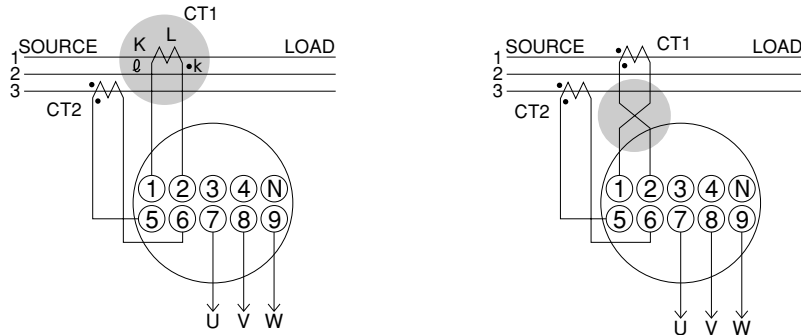 CT1
K L
1 SOURCE LOAD
ℓ •k
2
3
CT2
1 2 3 4 N
5 6 7 8 9
U V W
CT1
1 SOURCE LOAD
2
3
CT2
1 2 3 4 N
5 6 7 8 9
U V W